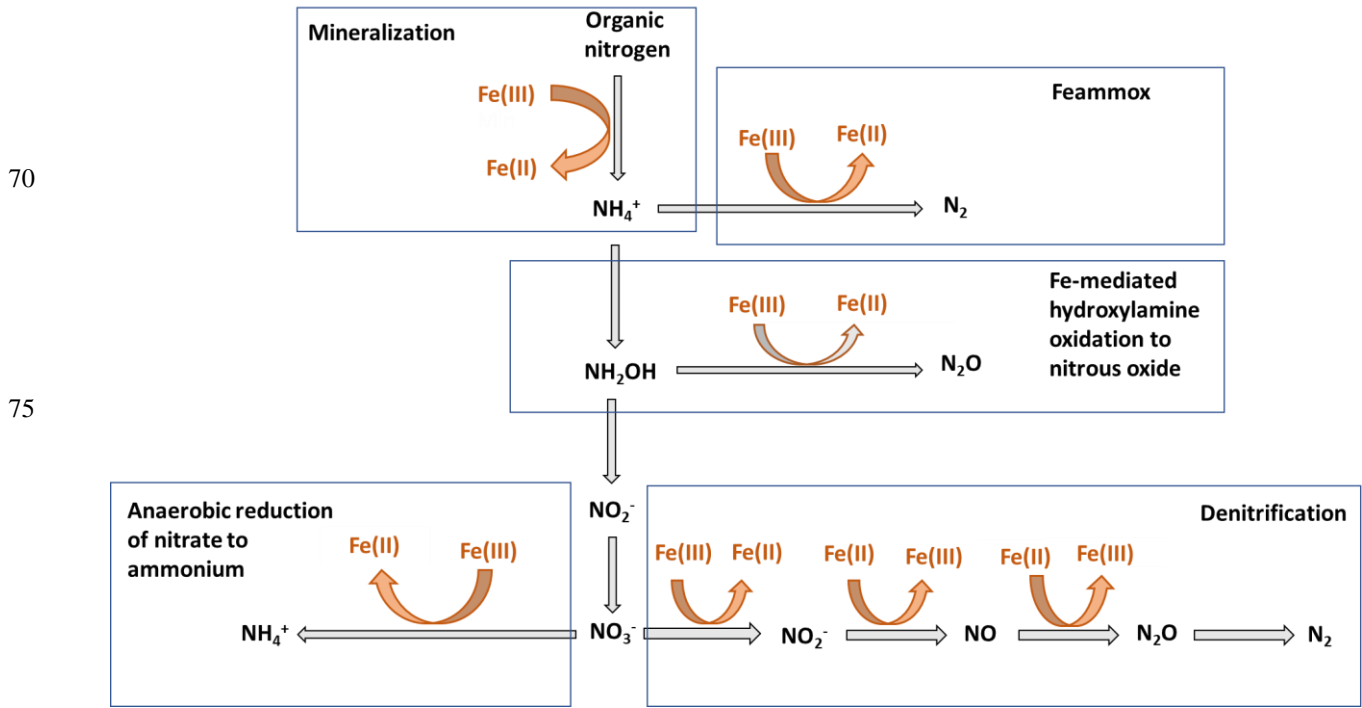 Mineralization
Organic
nitrogen
Fe(III)
Fe(II)
NH₄⁺
Feammox
Fe(III) Fe(II)
N₂
70
Fe-mediated
hydroxylamine
oxidation to
nitrous oxide
Fe(III) Fe(II)
NH₂OH
N₂O
75
NO₂⁻
Anaerobic reduction
of nitrate to
ammonium
Fe(II) Fe(III)
NH₄⁺
NO₃⁻
Denitrification
Fe(III) Fe(II) Fe(II) Fe(III) Fe(II) Fe(III)
NO₂⁻ NO N₂O N₂